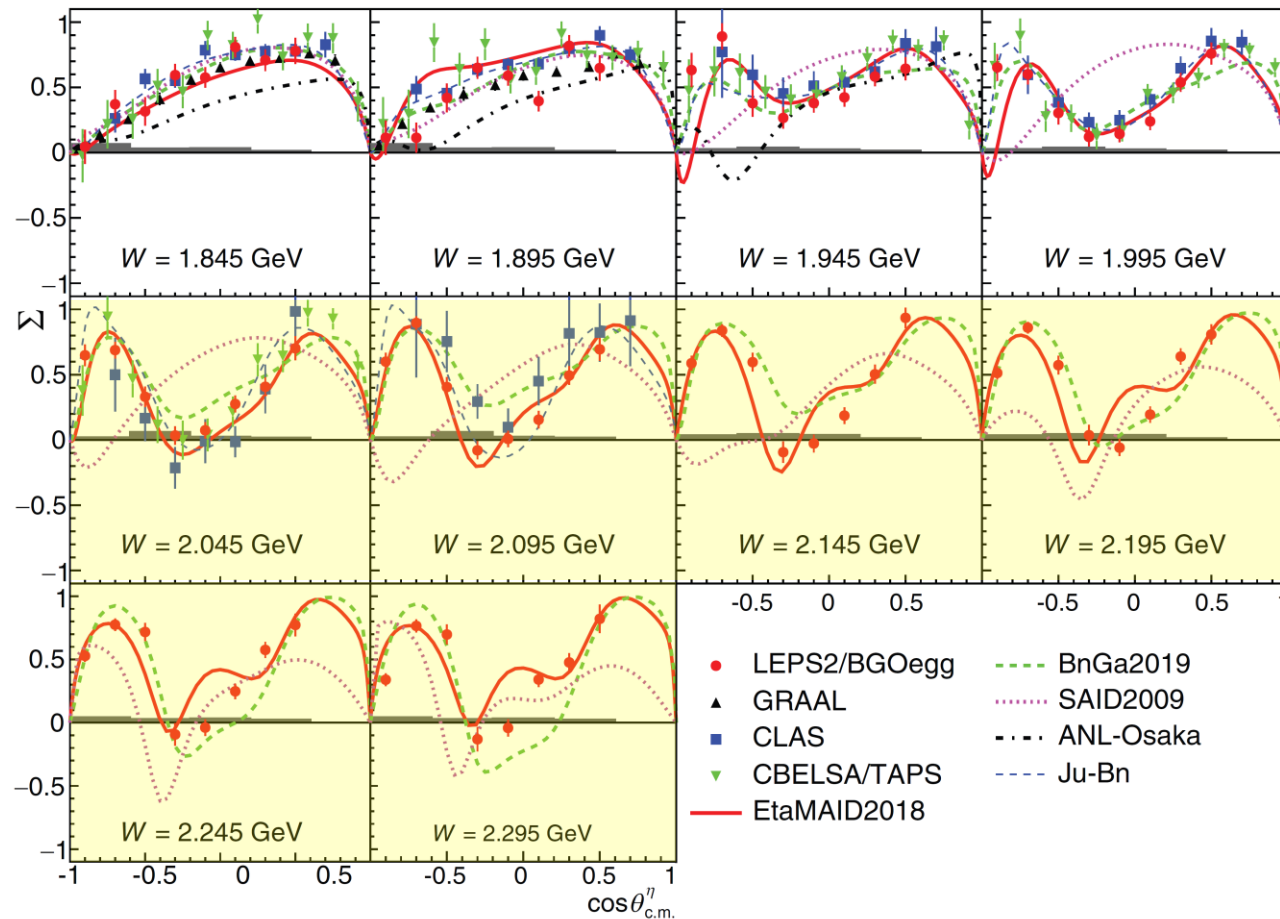 1
0.5
0
−0.5
−1
W = 1.845 GeV
W = 1.895 GeV
W = 1.945 GeV
W = 1.995 GeV
Σ
1
0.5
0
−0.5
−1
W = 2.045 GeV
W = 2.095 GeV
W = 2.145 GeV
W = 2.195 GeV
-0.5 0 0.5 -0.5 0 0.5 1
1
0.5
0
−0.5
−1
W = 2.245 GeV
W = 2.295 GeV
-1 -0.5 0 0.5 -0.5 0 0.5 1
cosθ^η_c.m.
LEPS2/BGOegg
GRAAL
CLAS
CBELSA/TAPS
EtaMAID2018
BnGa2019
SAID2009
ANL-Osaka
Ju-Bn